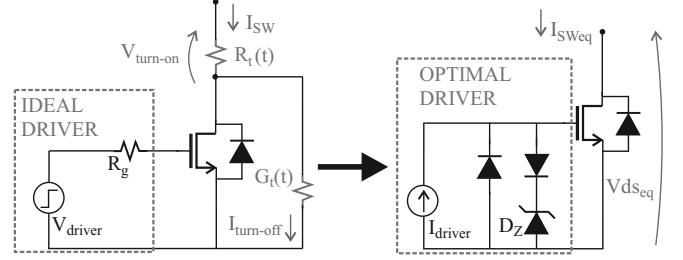 I_SW
V_turn-on
R_t(t)
IDEAL
DRIVER
R_g
V_driver
G_t(t)
I_turn-off
I_SWeq
OPTIMAL
DRIVER
I_driver
D_Z
Vds_eq